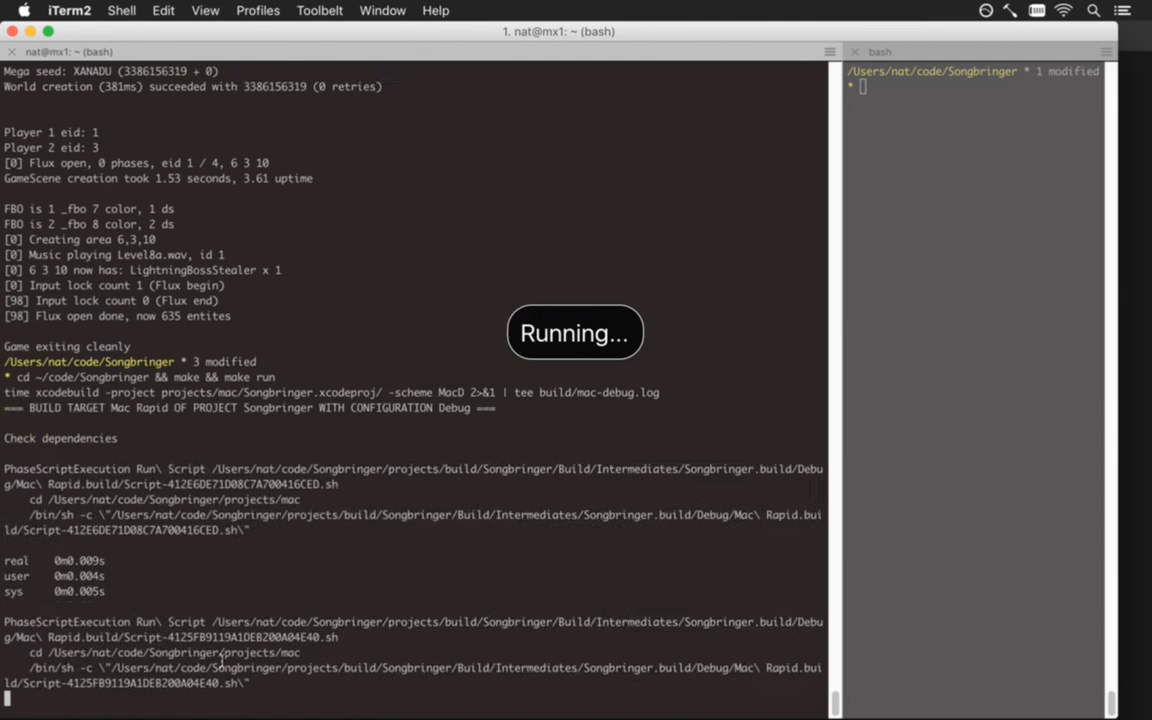 iTerm2 Shell Edit View Profiles Toolbelt Window Help
1. nat@mx1: ~ (bash)
nat@mx1: ~ (bash)
bash
Mega seed: XANADU (3386156319 + 0)
World creation (381ms) succeeded with 3386156319 (0 retries)
Player 1 eid: 1
Player 2 eid: 3
[0] Flux open, 0 phases, eid 1 / 4, 6 3 10
GameScene creation took 1.53 seconds, 3.61 uptime
FBO is 1 _fbo 7 color, 1 ds
FBO is 2 _fbo 8 color, 2 ds
[0] Creating area 6,3,10
[0] Music playing Level8a.wav, id 1
[0] 6 3 10 now has: LightningBossStealer x 1
[0] Input lock count 1 (Flux begin)
[98] Input lock count 0 (Flux end)
[98] Flux open done, now 635 entites
Game exiting cleanly
/Users/nat/code/Songbringer * 3 modified
* cd ~/code/Songbringer && make && make run
time xcodebuild -project projects/mac/Songbringer.xcodeproj/ -scheme MacD 2>&1 | tee build/mac-debug.log
=== BUILD TARGET Mac Rapid OF PROJECT Songbringer WITH CONFIGURATION Debug ===
Check dependencies
PhaseScriptExecution Run\ Script /Users/nat/code/Songbringer/projects/build/Songbringer/Build/Intermediates/Songbringer.build/Debu
g/Mac\ Rapid.build/Script-412E6DE71D08C7A700416CED.sh
cd /Users/nat/code/Songbringer/projects/mac
/bin/sh -c \"/Users/nat/code/Songbringer/projects/build/Songbringer/Build/Intermediates/Songbringer.build/Debug/Mac\ Rapid.bui
ld/Script-412E6DE71D08C7A700416CED.sh\"
real 0m0.009s
user 0m0.004s
sys 0m0.005s
PhaseScriptExecution Run\ Script /Users/nat/code/Songbringer/projects/build/Songbringer/Build/Intermediates/Songbringer.build/Debu
g/Mac\ Rapid.build/Script-4125FB9119A1DEB200A04E40.sh
cd /Users/nat/code/Songbringer/projects/mac
/bin/sh -c \"/Users/nat/code/Songbringer/projects/build/Songbringer/Build/Intermediates/Songbringer.build/Debug/Mac\ Rapid.bui
ld/Script-4125FB9119A1DEB200A04E40.sh\"
Running...
/Users/nat/code/Songbringer * 1 modified
*